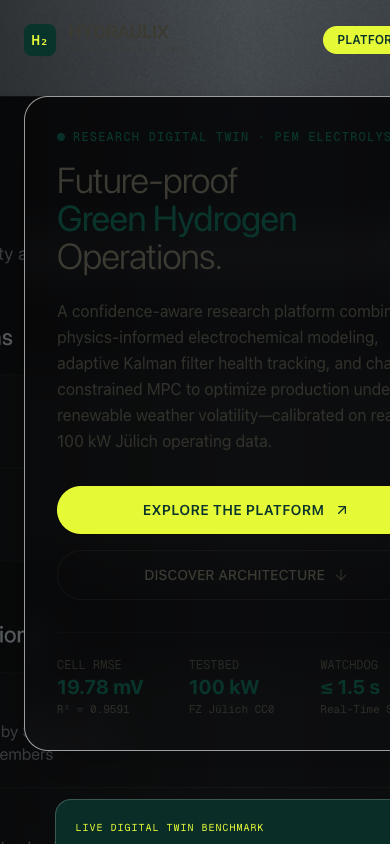 H₂
PLATFOR
Future-proof
Green Hydrogen
Operations.
RESEARCH DIGITAL TWIN · PEM ELECTROLYS
A confidence-aware research platform combin
physics-informed electrochemical modeling,
adaptive Kalman filter health tracking, and cha
constrained MPC to optimize production unde
renewable weather volatility—calibrated on rea
100 kW Jülich operating data.
EXPLORE THE PLATFORM ↗
DISCOVER ARCHITECTURE ↓
CELL RMSE TESTBED WATCHDOG
19.78 mV 100 kW ≤ 1.5 s
R² = 0.9591 FZ Jülich CC0 Real-Time S
by
embers
LIVE DIGITAL TWIN BENCHMARK